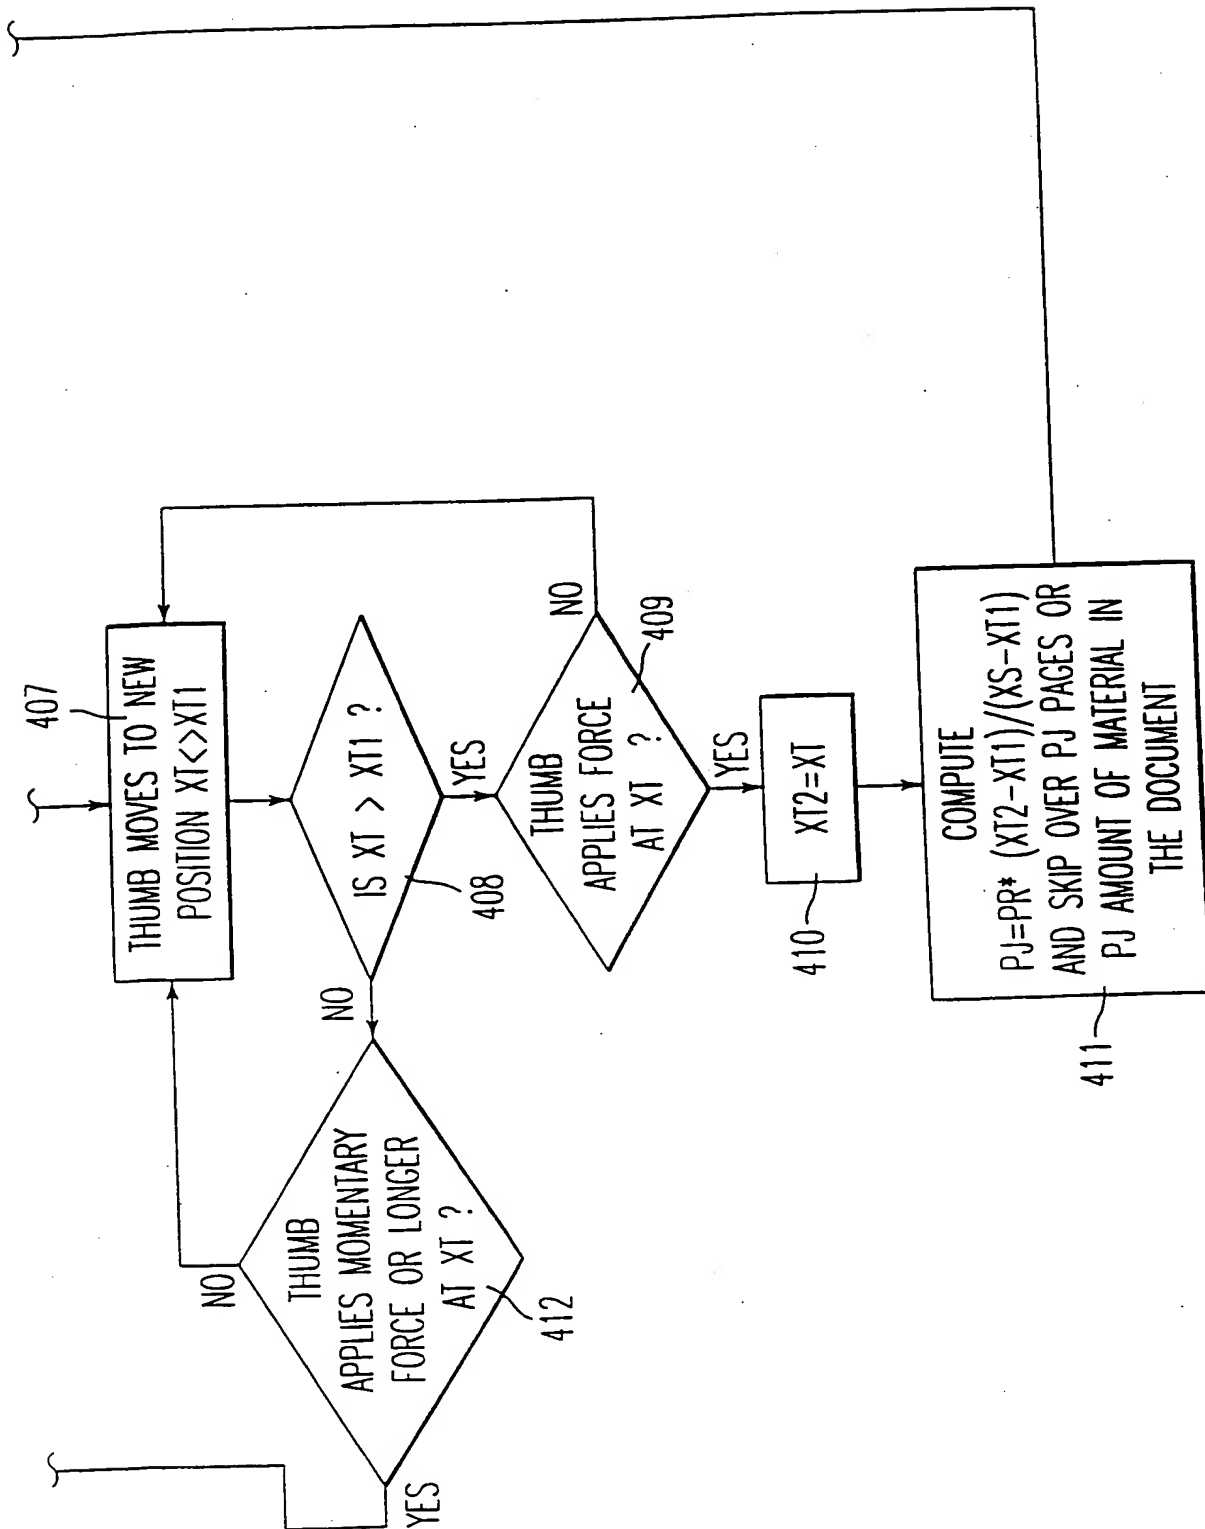 407
THUMB MOVES TO NEW
POSITION XT<>XT1
IS XT > XT1 ?
408
NO
YES
THUMB
APPLIES MOMENTARY
FORCE OR LONGER
AT XT ?
412
NO
YES
THUMB
APPLIES FORCE
AT XT ?
409
NO
YES
XT2=XT
410
COMPUTE
PJ=PR* (XT2-XT1)/(XS-XT1)
AND SKIP OVER PJ PAGES OR
PJ AMOUNT OF MATERIAL IN
THE DOCUMENT
411